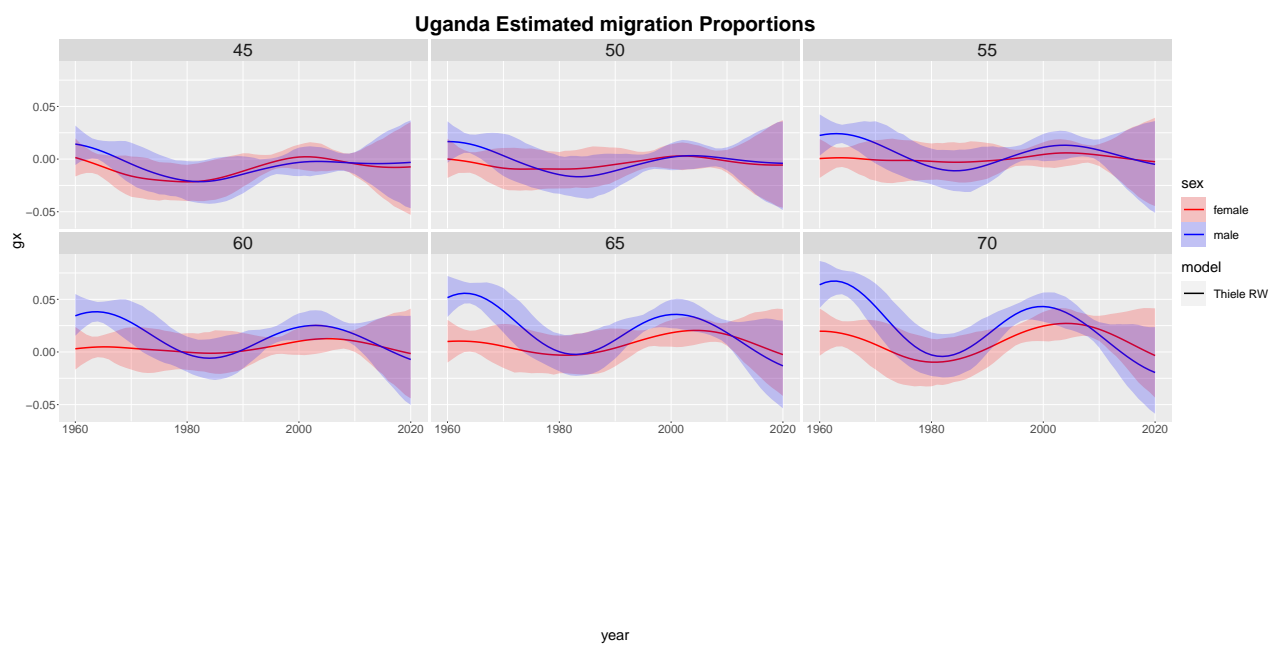 Uganda Estimated migration Proportions
45 50 55
0.05
0.00
−0.05
60 65 70
0.05
0.00
−0.05
gx
1960 1980 2000 2020 1960 1980 2000 2020 1960 1980 2000 2020
year
sex
female
male
model
Thiele RW